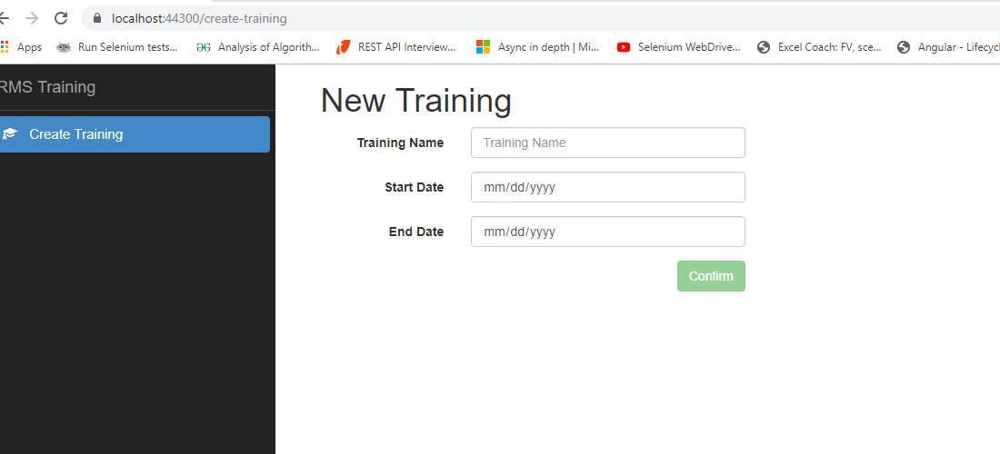 localhost:44300/create-training
Apps Run Selenium tests... Analysis of Algorith... REST API Interview... Async in depth | Mi... Selenium WebDrive... Excel Coach: FV, sce... Angular - Lifecycl
RMS Training
Create Training
New Training
Training Name Training Name
Start Date mm/dd/yyyy
End Date mm/dd/yyyy
Confirm